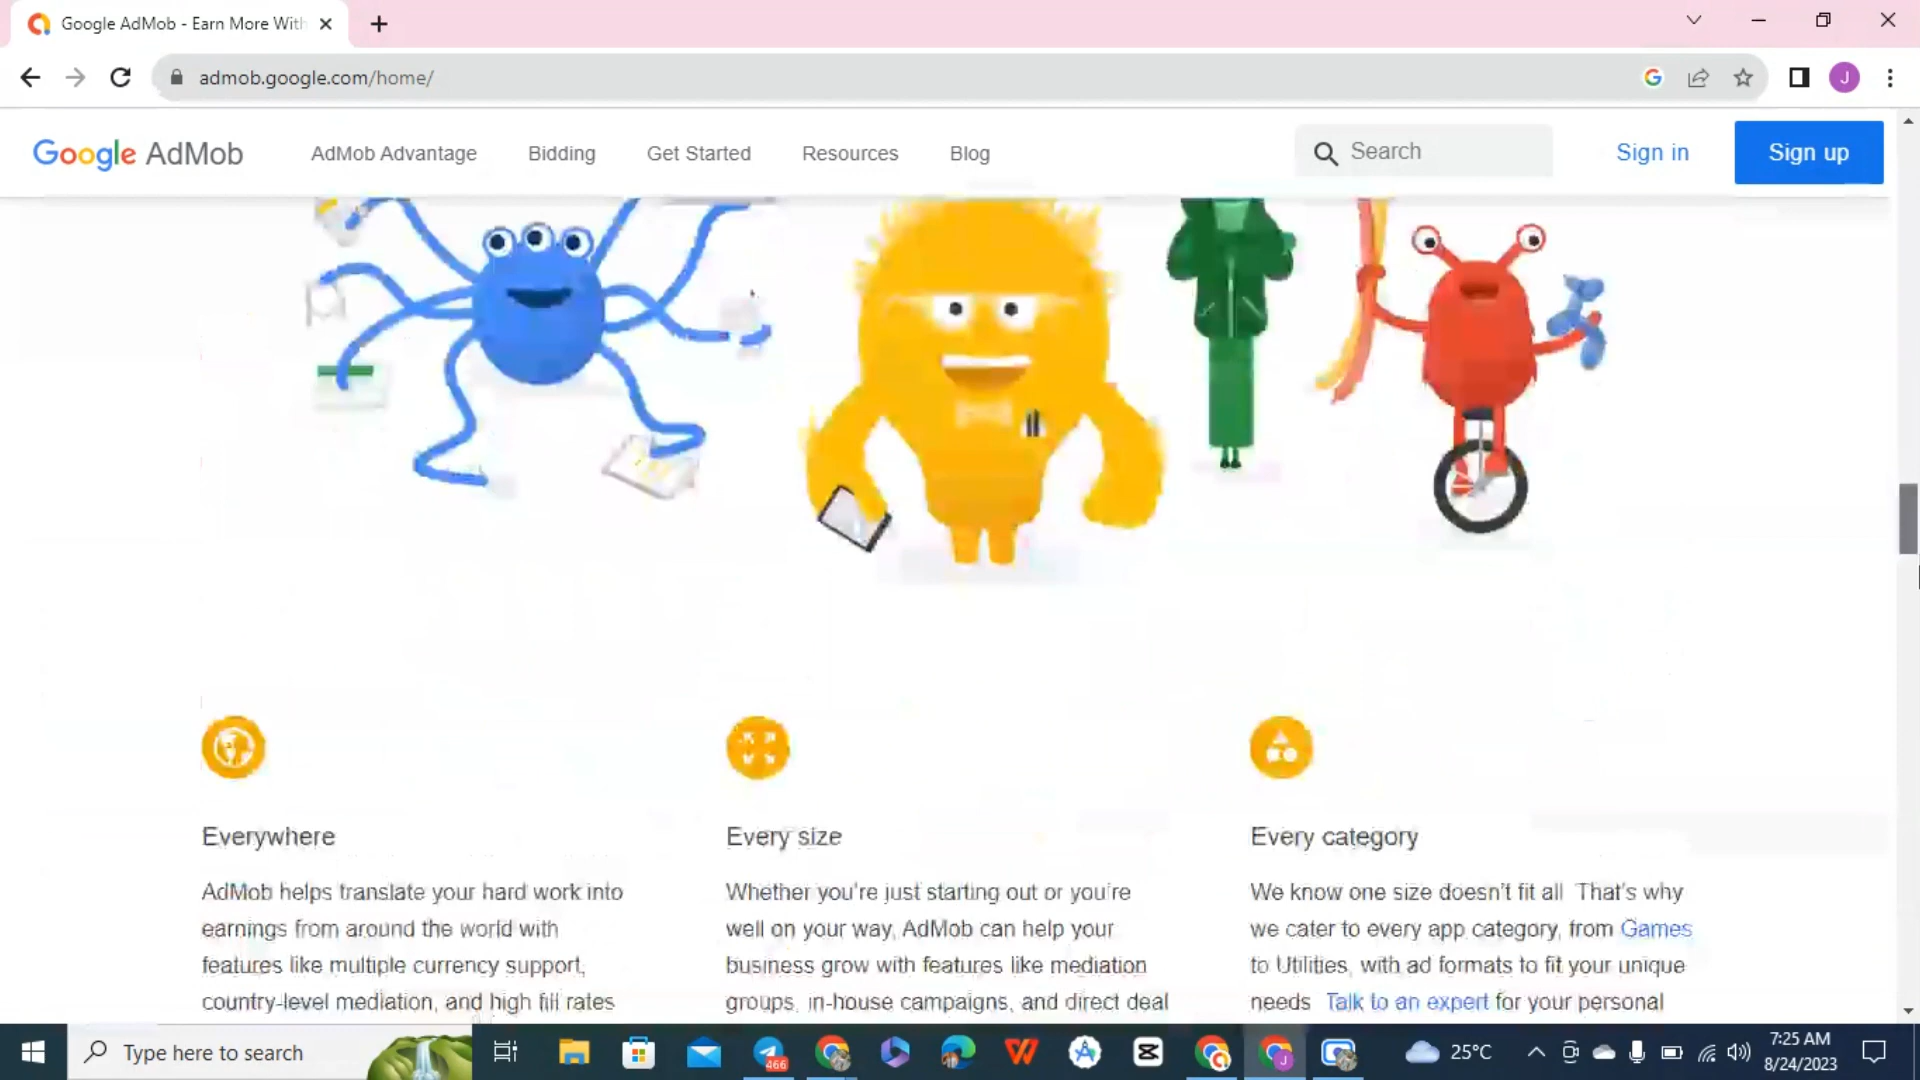 Google AdMob - Earn More With
admob.google.com/home/
J
Google AdMob
AdMob Advantage
Bidding
Get Started
Resources
Blog
Search
Sign in
Sign up
Everywhere
AdMob helps translate your hard work into
earnings from around the world with
features like multiple currency support,
country-level mediation, and high fill rates
Every size
Whether you're just starting out or you're
well on your way, AdMob can help your
business grow with features like mediation
groups, in-house campaigns, and direct deal
Every category
We know one size doesn't fit all That's why
we cater to every app category, from Games
to Utilities, with ad formats to fit your unique
needs Talk to an expert for your personal
Type here to search
466
J
25°C
7:25 AM
8/24/2023